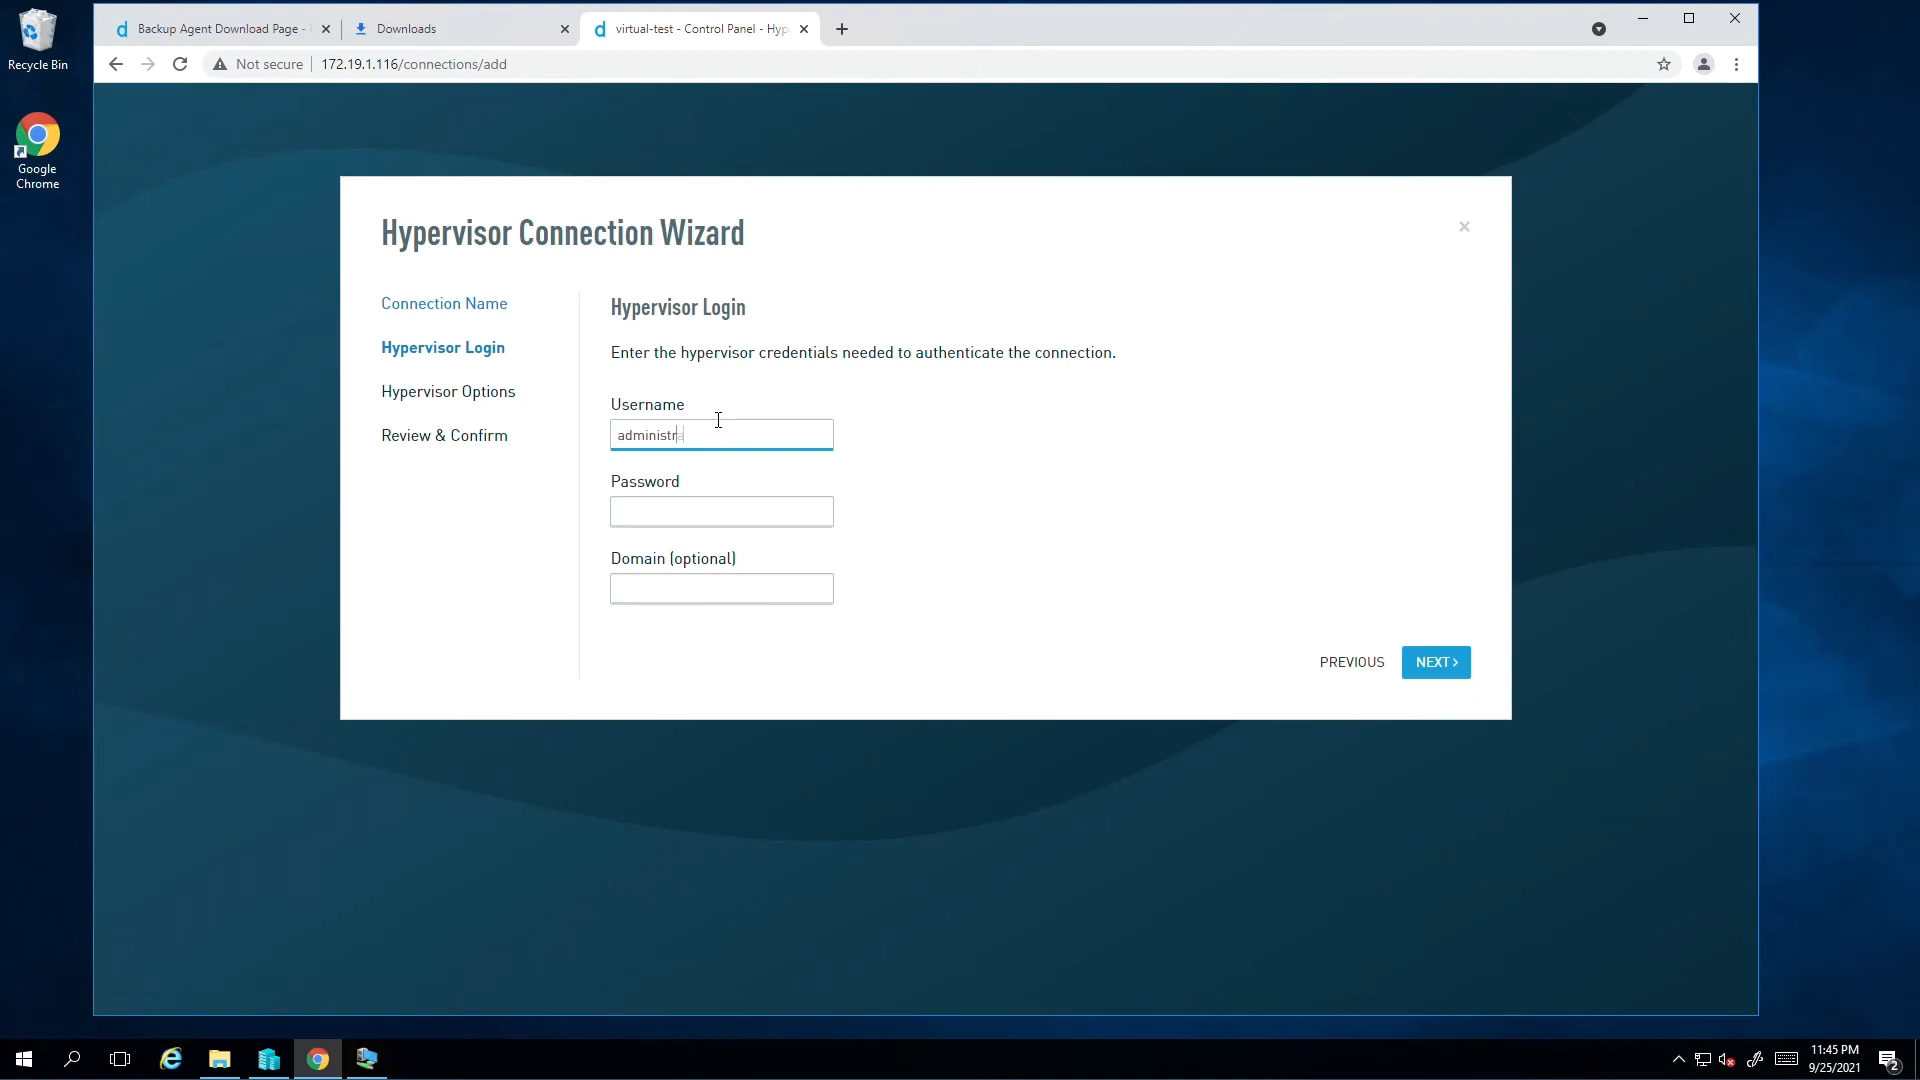 Recycle Bin
Google
Chrome
Backup Agent Download Page -
Downloads
virtual-test - Control Panel - Hyp
Not secure
172.19.1.116/connections/add
Hypervisor Connection Wizard
×
Connection Name
Hypervisor Login
Hypervisor Options
Review & Confirm
Hypervisor Login
Enter the hypervisor credentials needed to authenticate the connection.
Username
administra
Password
Domain (optional)
PREVIOUS
NEXT >
11:45 PM
9/25/2021
2